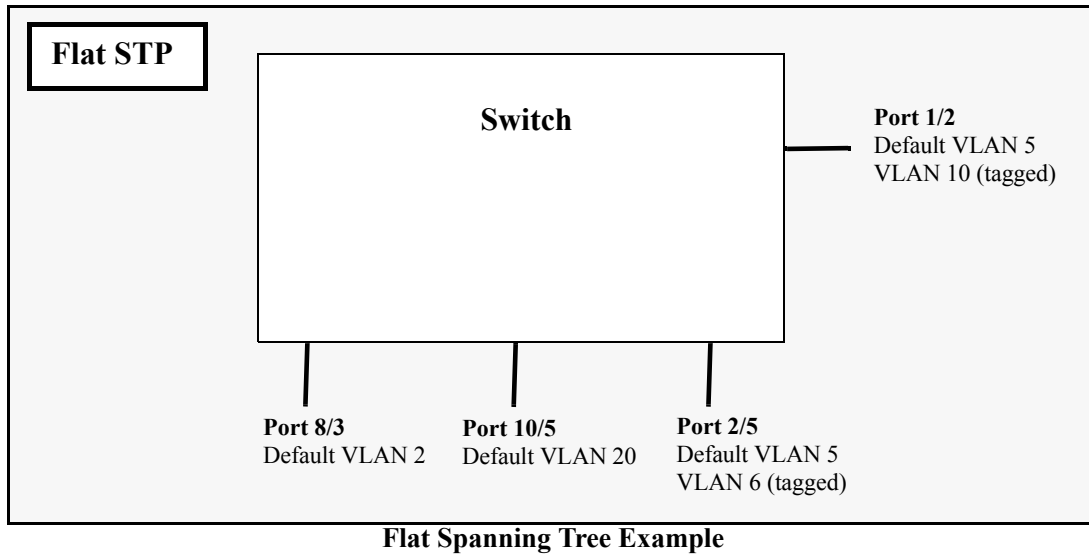 Flat STP
Switch
Port 1/2
Default VLAN 5
VLAN 10 (tagged)
Port 8/3
Default VLAN 2
Port 10/5
Default VLAN 20
Port 2/5
Default VLAN 5
VLAN 6 (tagged)
Flat Spanning Tree Example